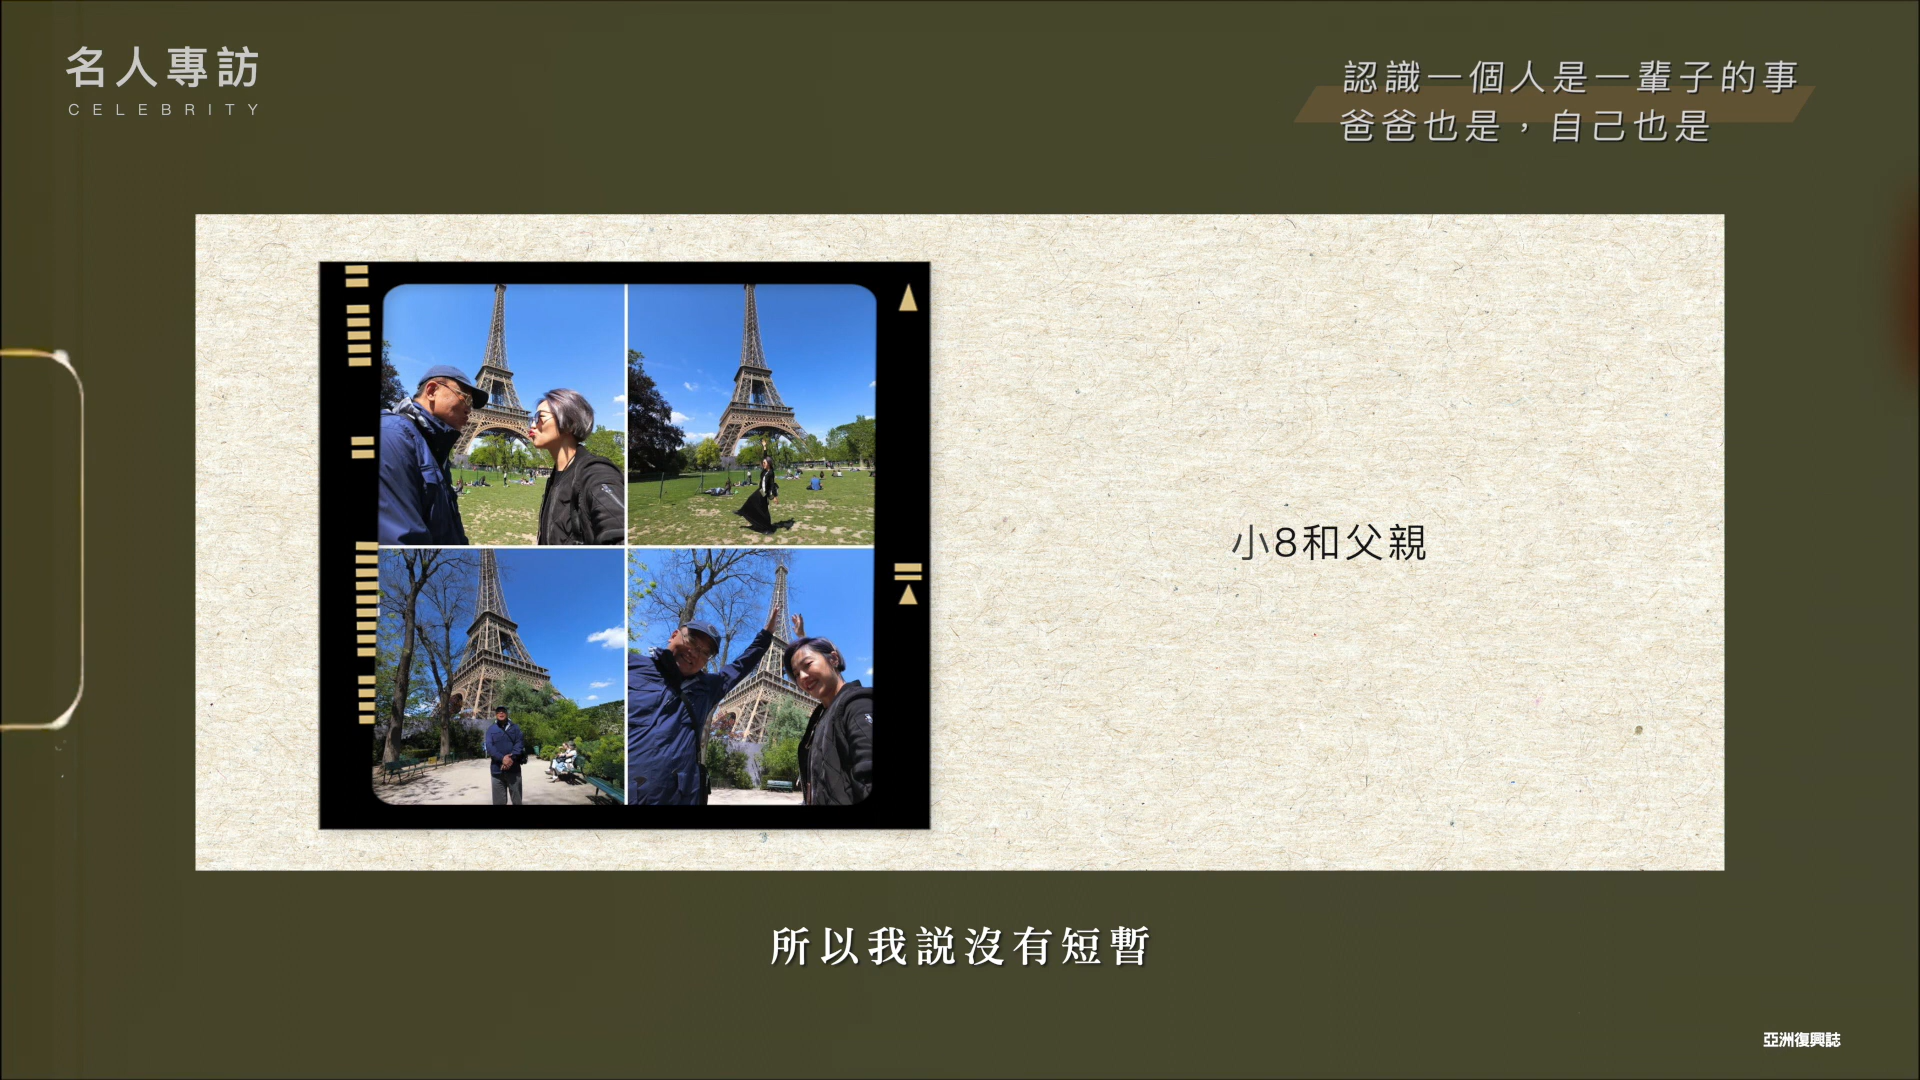 名人專訪
CELEBRITY
認識一個人是一輩子的事
爸爸也是，自己也是
小8和父親
所以我説沒有短暫
亞洲復興誌